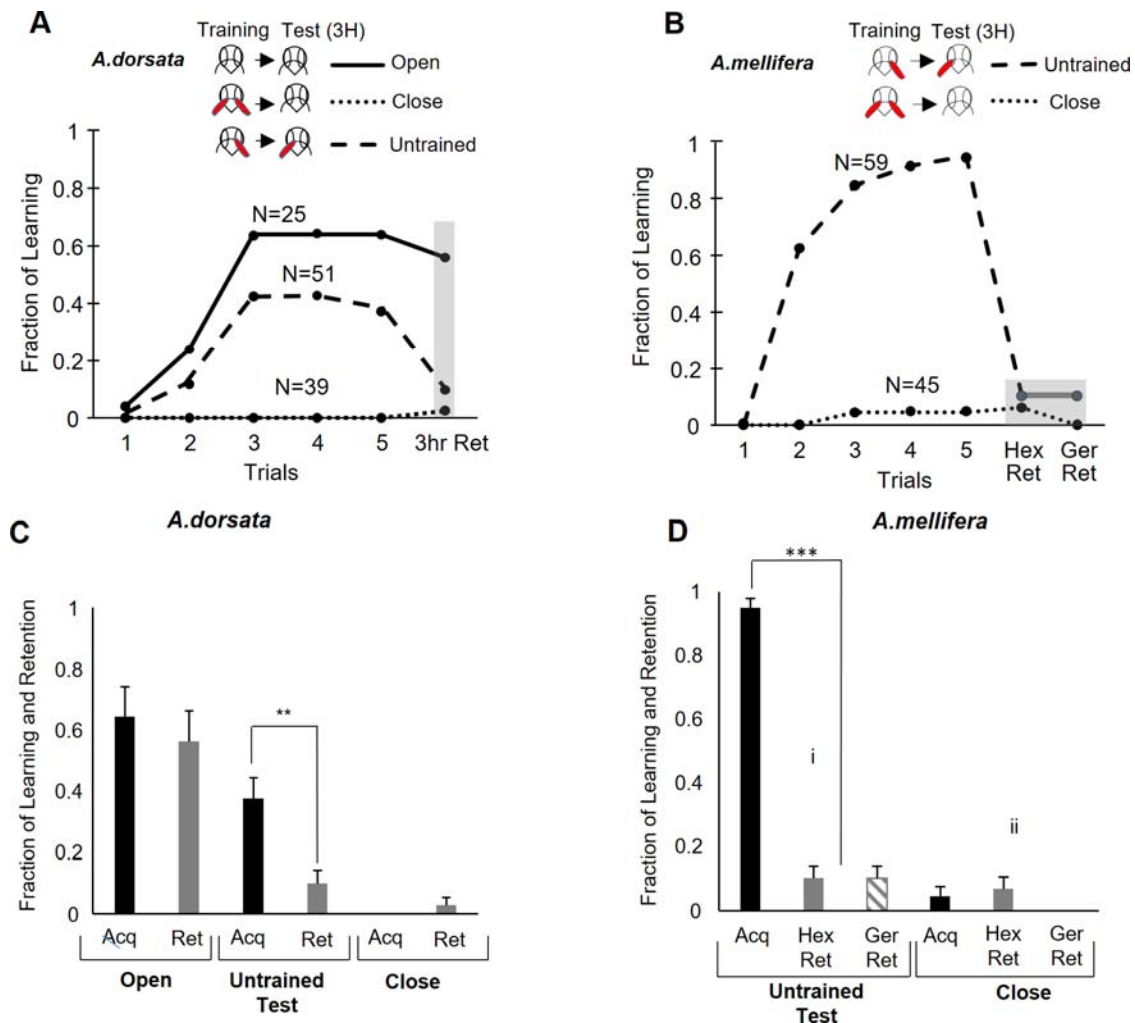 A
Training Test (3H)
A.dorsata
Open
Close
Untrained
Fraction of Learning
1
0.8
0.6
0.4
0.2
0
N=25
N=51
N=39
1 2 3 4 5 3hr Ret
Trials
B
Training Test (3H)
A.mellifera
Untrained
Close
Fraction of Learning
1
0.8
0.6
0.4
0.2
0
N=59
N=45
1 2 3 4 5 Hex Ger
Ret Ret
Trials
C
A.dorsata
Fraction of Learning and Retention
1
0.8
0.6
0.4
0.2
0
**
Acq Ret Acq Ret Acq Ret
Open Untrained Close
Test
D
A.mellifera
Fraction of Learning and Retention
1
0.8
0.6
0.4
0.2
0
***
i
ii
Acq Hex Ger Acq Hex Ger
Ret Ret Ret Ret
Untrained Close
Test